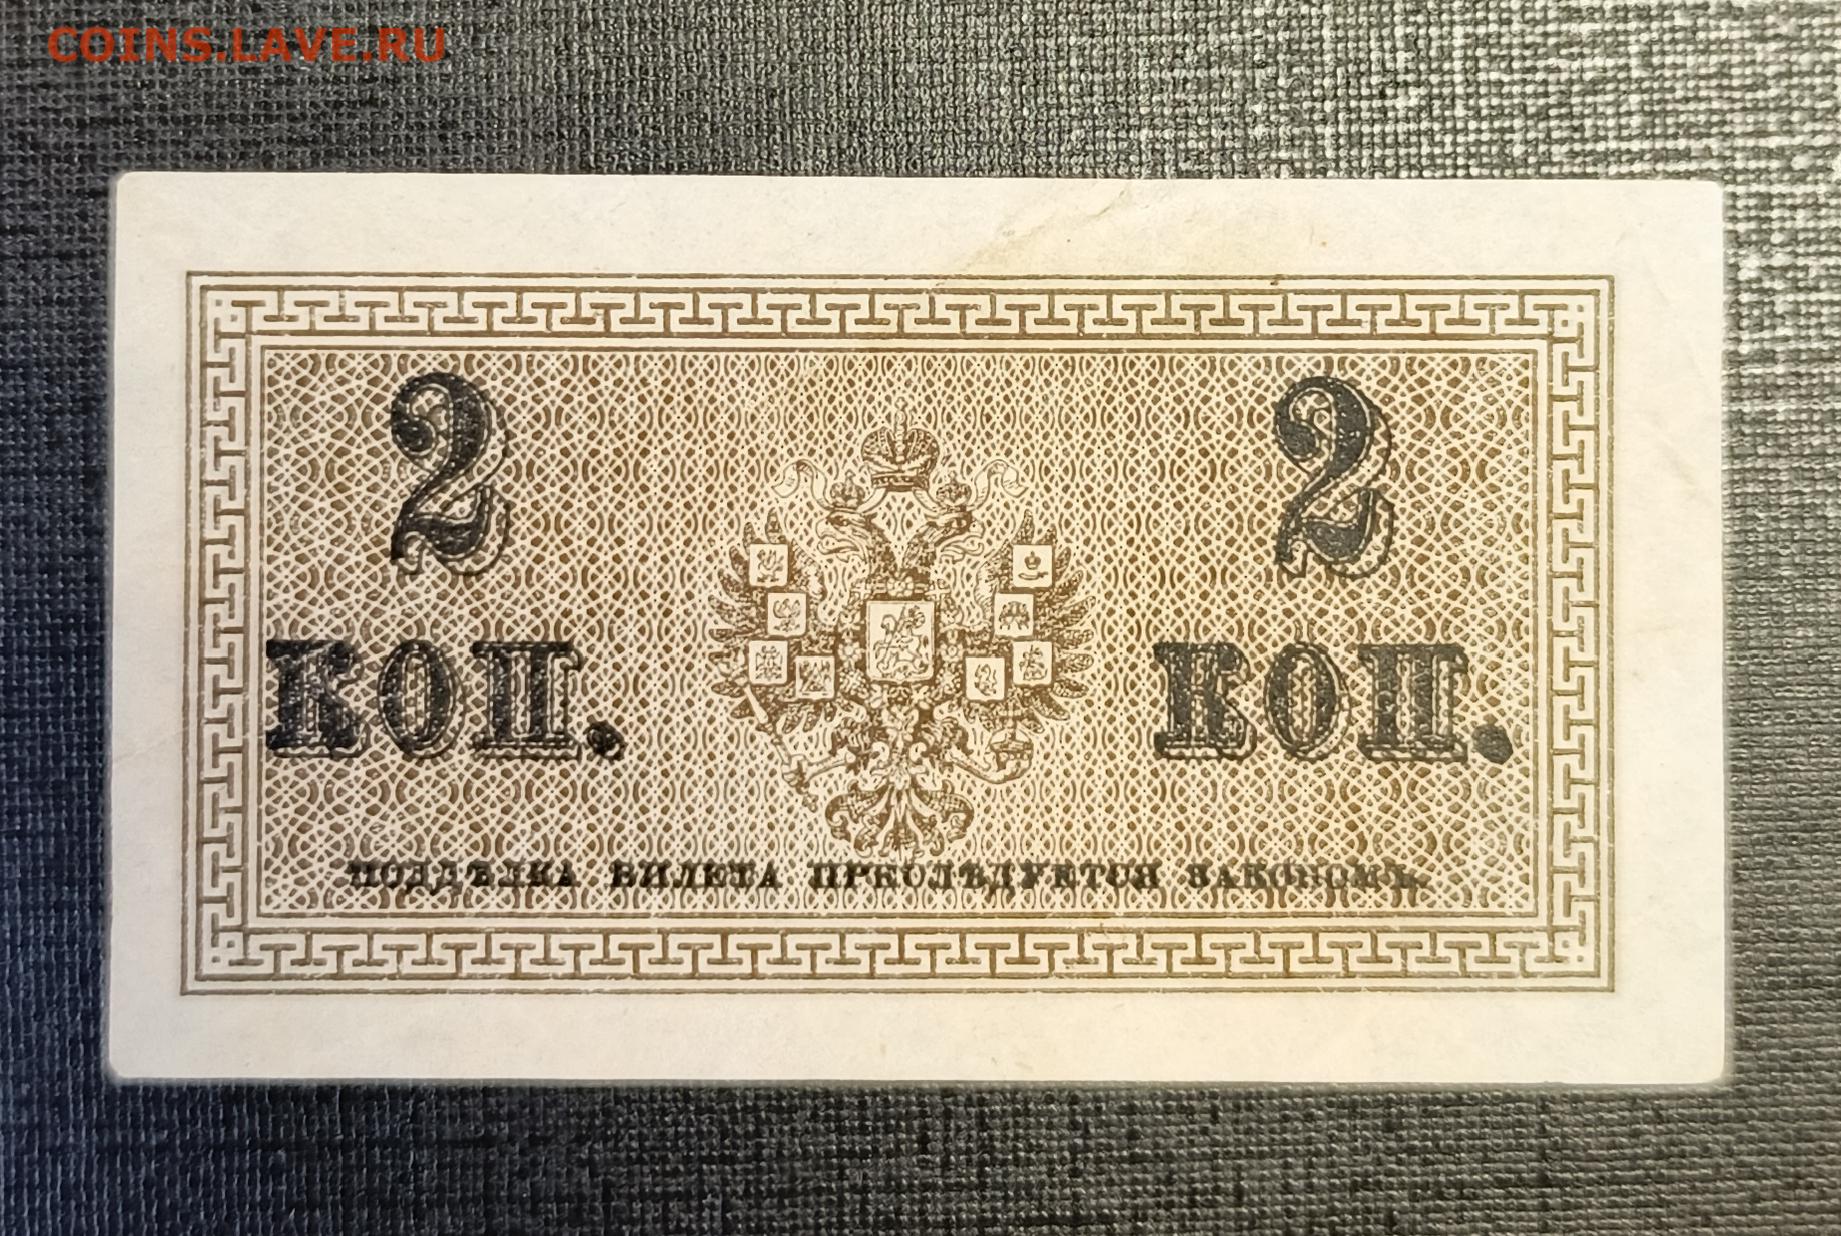 COINS.LAVE.RU
2 2
КОП. КОП.
ПОДДѢЛКА БИЛЕТА ПРЕСЛѢДУЕТСЯ ЗАКОНОМЪ.